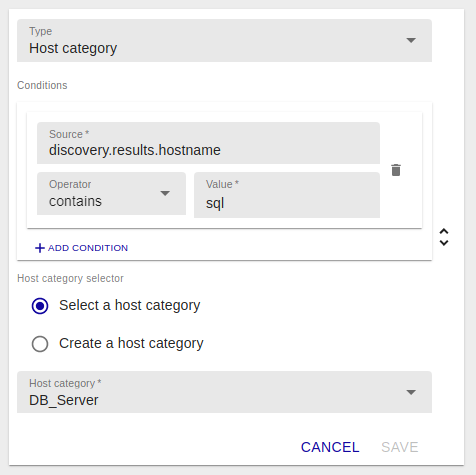 Type
Host category
Conditions
Source *
discovery.results.hostname
Operator
contains
Value *
sql
+ ADD CONDITION
Host category selector
Select a host category
Create a host category
Host category *
DB_Server
CANCEL SAVE